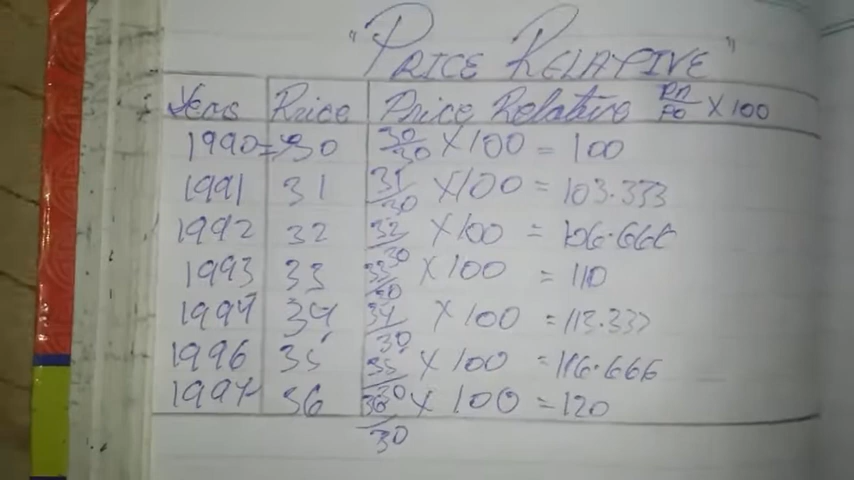 "PRICE RELATIVE"
Years Price Price Relative Pn/Po X 100
1990 = 30 30/30 X 100 = 100
1991 31 31/30 X 100 = 103.333
1992 32 32/30 X 100 = 106.666
1993 33 33/30 X 100 = 110
1994 34 34/30 X 100 = 113.333
1996 35 35/30 X 100 = 116.666
1997 36 36/30 X 100 = 120